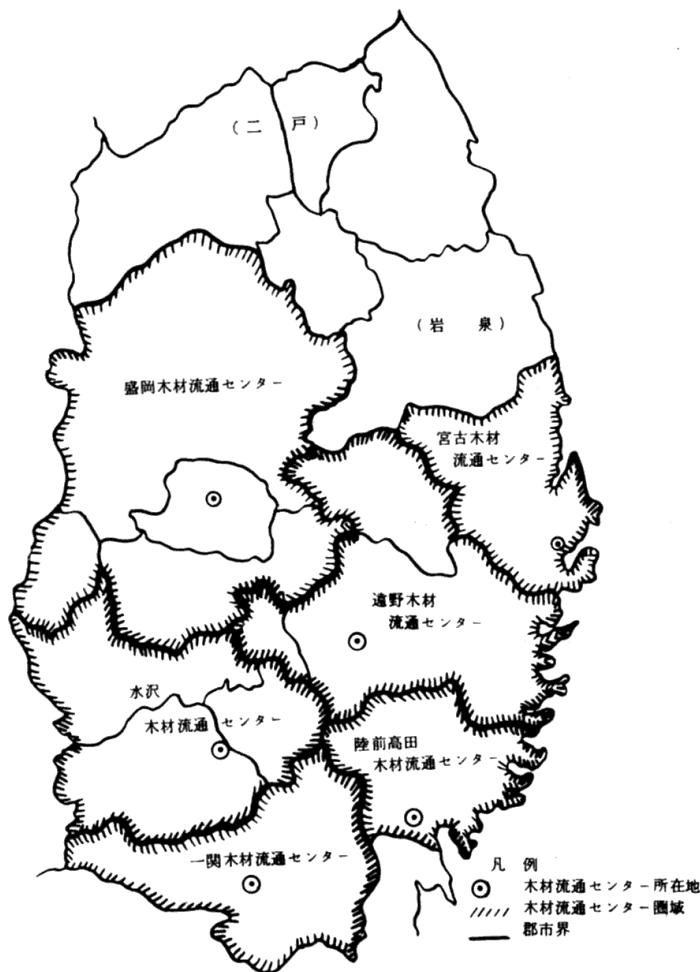 （二　戸）
（岩　泉）
盛岡木材流通センター
宮古木材
流通センター
遠野木材
流通センター
水沢
木材流通センター
陸前高田
木材流通センター
一関木材流通センター
凡　例
木材流通センター所在地
木材流通センター圏域
郡市界